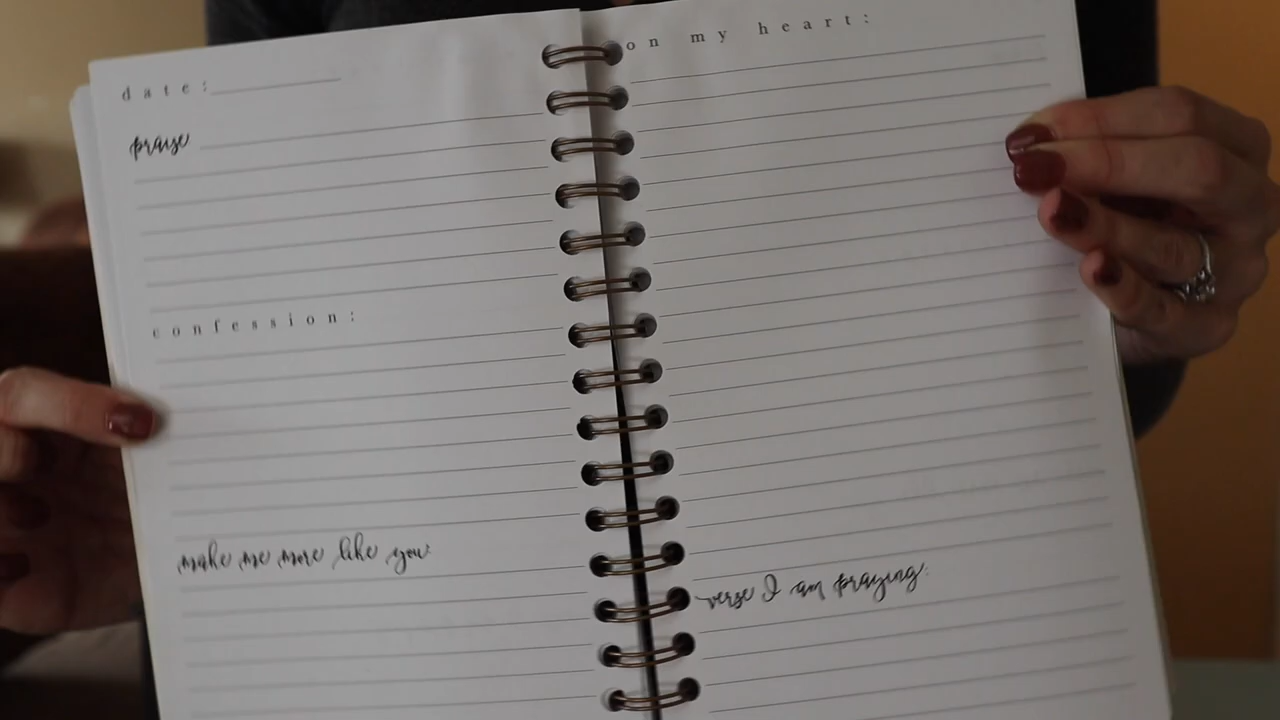 date:
praise
confession:
make me more like you:
on my heart:
verse I am praying: